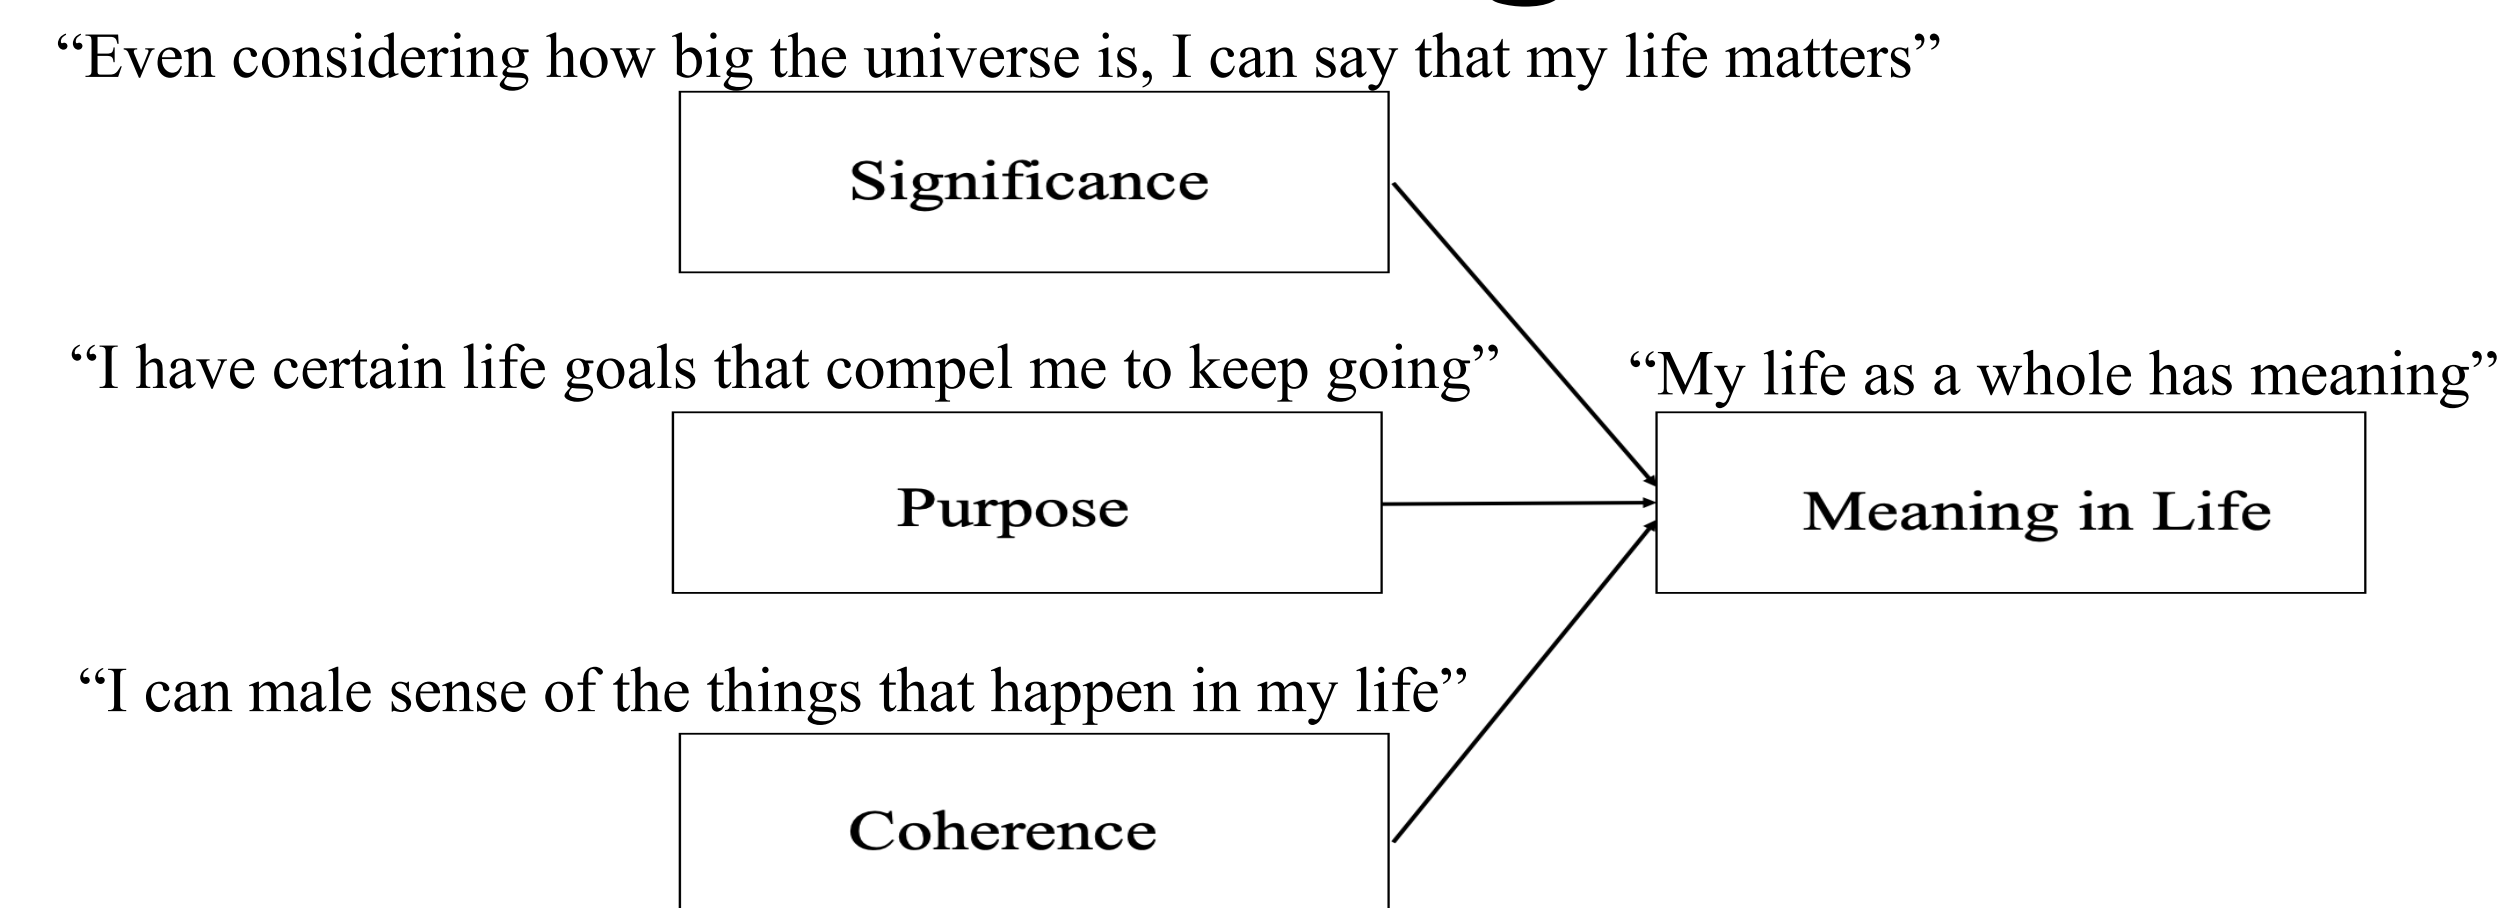 “Even considering how big the universe is, I can say that my life matters”
Significance
“I have certain life goals that compel me to keep going”
“My life as a whole has meaning”
Purpose
Meaning in Life
“I can male sense of the things that happen in my life”
Coherence